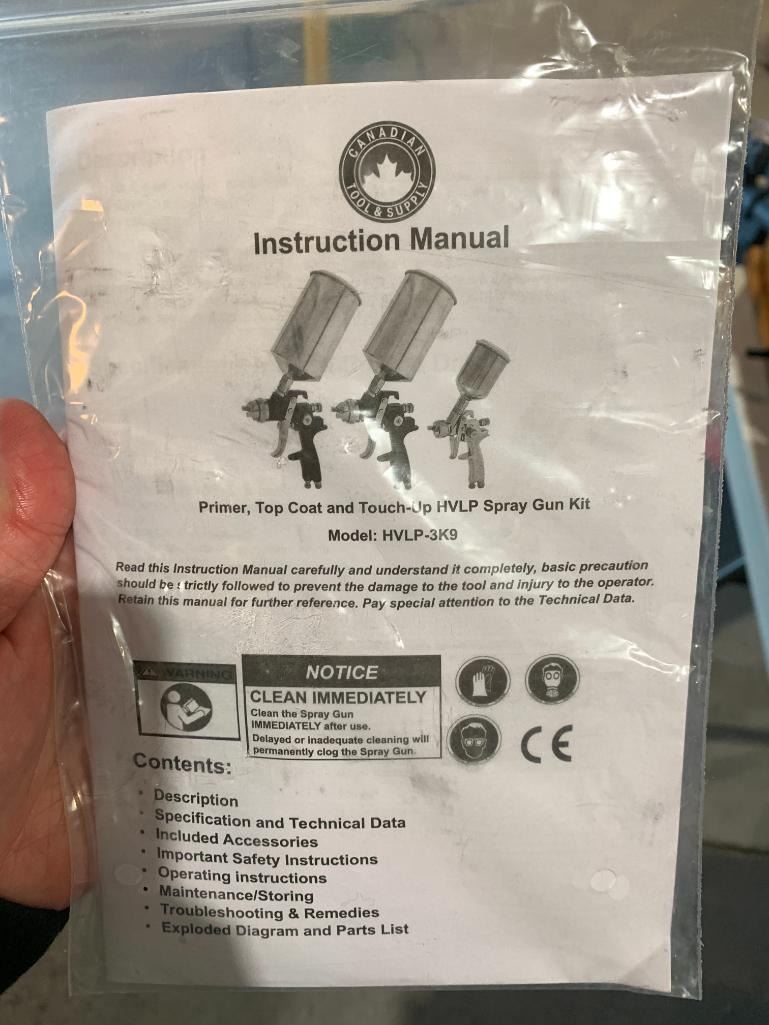 CANADIAN
TOOL & SUPPLY
Instruction Manual
Primer, Top Coat and Touch-Up HVLP Spray Gun Kit
Model: HVLP-3K9
Read this Instruction Manual carefully and understand it completely, basic precaution
should be strictly followed to prevent the damage to the tool and injury to the operator.
Retain this manual for further reference. Pay special attention to the Technical Data.
WARNING
NOTICE
CLEAN IMMEDIATELY
Clean the Spray Gun
IMMEDIATELY after use.
Delayed or inadequate cleaning will
permanently clog the Spray Gun.
CE
Contents:
• Description
• Specification and Technical Data
• Included Accessories
• Important Safety Instructions
• Operating instructions
• Maintenance/Storing
• Troubleshooting & Remedies
• Exploded Diagram and Parts List